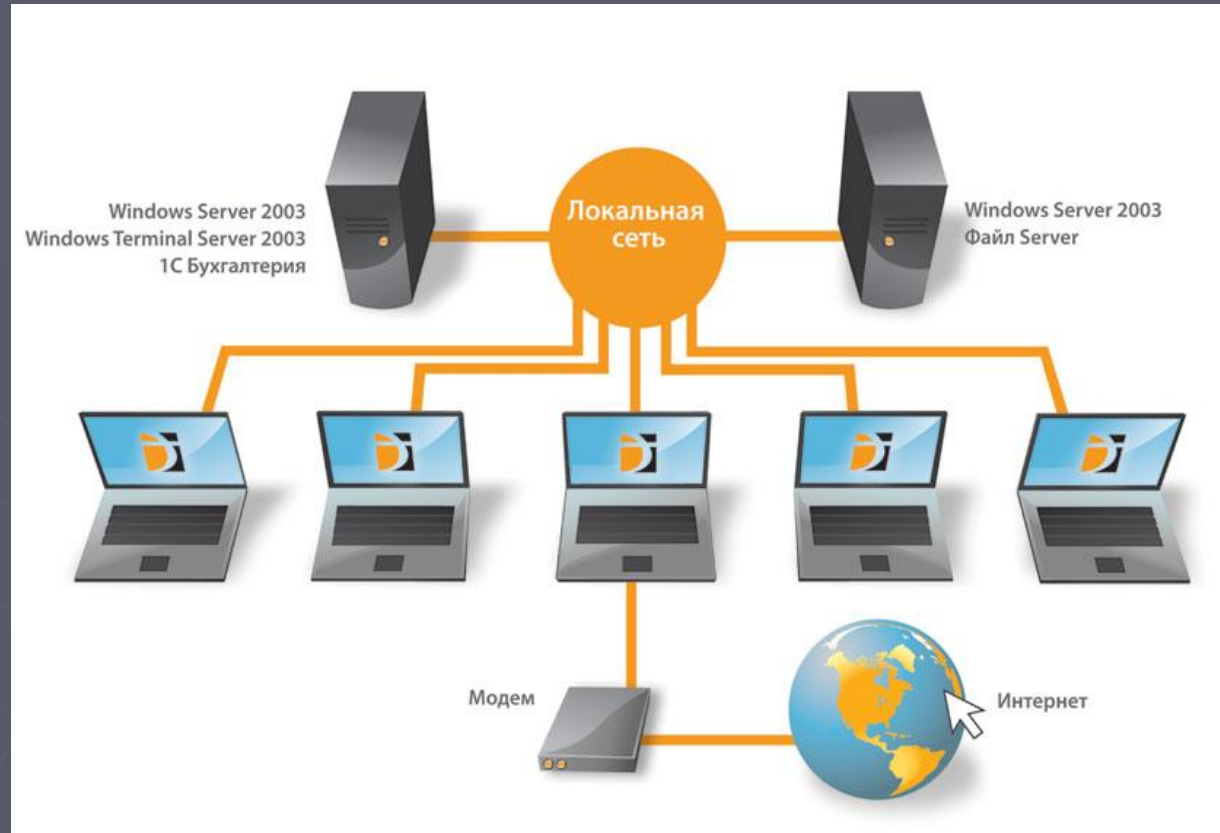 Windows Server 2003
Windows Terminal Server 2003
1С Бухгалтерия
Локальная
сеть
Windows Server 2003
Файл Server
Модем
Интернет